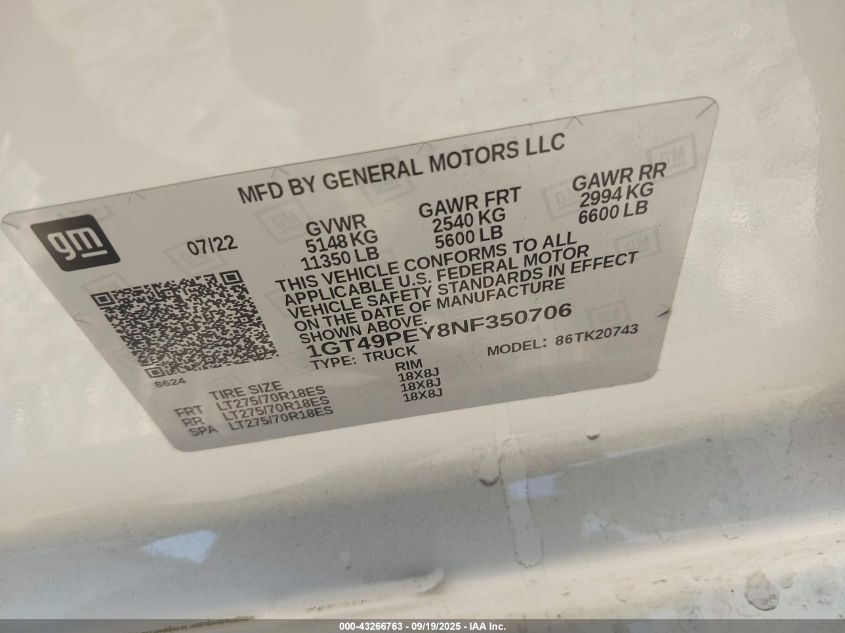 MFD BY GENERAL MOTORS LLC
gm
07/22
GVWR
5148 KG
11350 LB
GAWR FRT
2540 KG
5600 LB
GAWR RR
2994 KG
6600 LB
THIS VEHICLE CONFORMS TO ALL
APPLICABLE U.S. FEDERAL MOTOR
VEHICLE SAFETY STANDARDS IN EFFECT
ON THE DATE OF MANUFACTURE
SHOWN ABOVE.
1GT49PEY8NF350706
TYPE: TRUCK
MODEL: 86TK20743
8624
TIRE SIZE RIM
FRT LT275/70R18ES 18X8J
RR LT275/70R18ES 18X8J
SPA LT275/70R18ES 18X8J
000-43266763 - 09/19/2025 - IAA Inc.